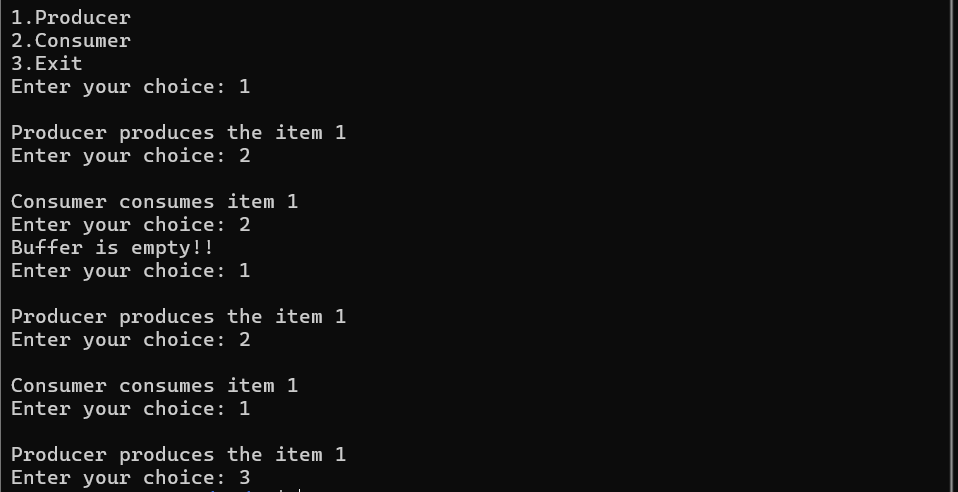 1.Producer
2.Consumer
3.Exit
Enter your choice: 1
Producer produces the item 1
Enter your choice: 2
Consumer consumes item 1
Enter your choice: 2
Buffer is empty!!
Enter your choice: 1
Producer produces the item 1
Enter your choice: 2
Consumer consumes item 1
Enter your choice: 1
Producer produces the item 1
Enter your choice: 3